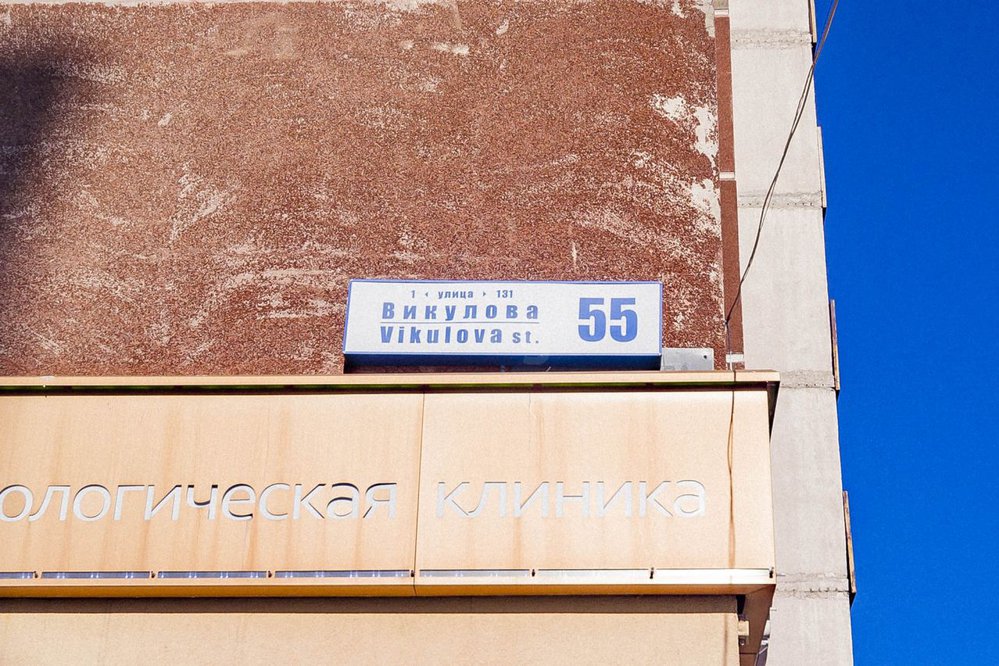 1 ‹ улица › 131
Викулова
Vikulova st.
55
ологическая клиника